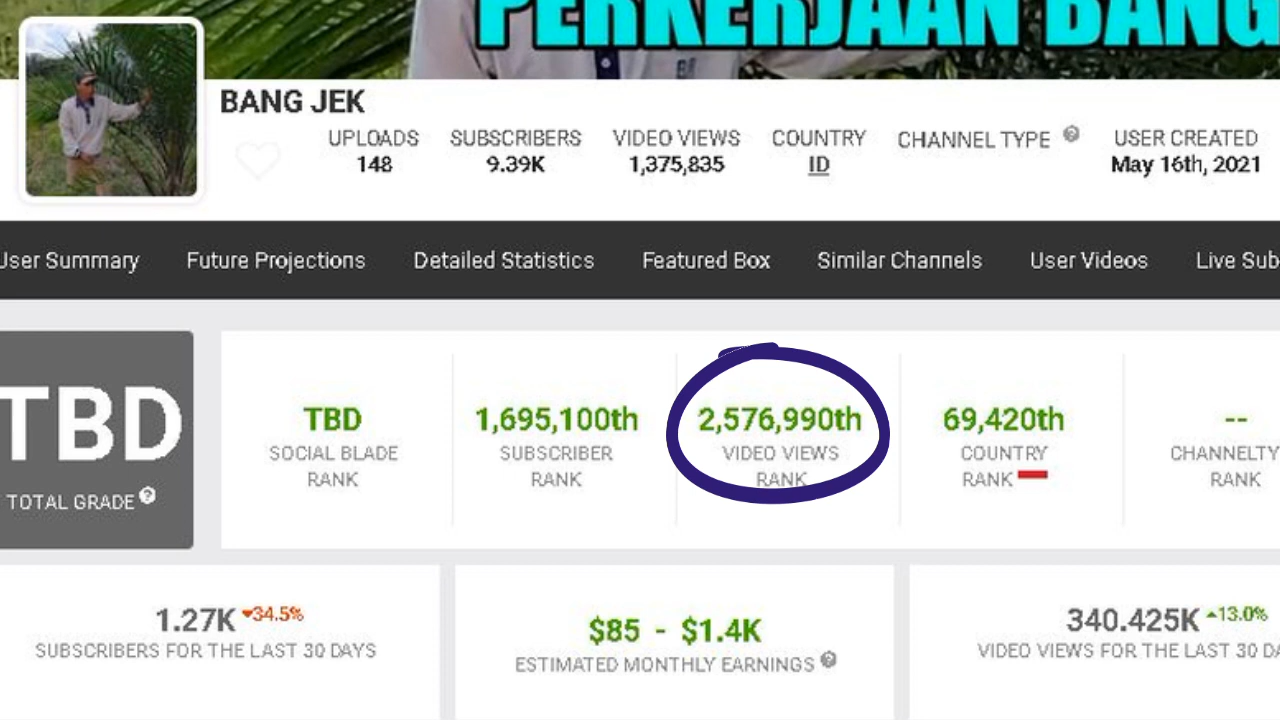 PERKERJAAN BANG
BANG JEK
UPLOADS
148
SUBSCRIBERS
9.39K
VIDEO VIEWS
1,375,835
COUNTRY
ID
CHANNEL TYPE
USER CREATED
May 16th, 2021
User Summary Future Projections Detailed Statistics Featured Box Similar Channels User Videos Live Sub
TBD
TOTAL GRADE
TBD
SOCIAL BLADE
RANK
1,695,100th
SUBSCRIBER
RANK
2,576,990th
VIDEO VIEWS
RANK
69,420th
COUNTRY
RANK
--
CHANNELTY
RANK
1.27K 34.5%
SUBSCRIBERS FOR THE LAST 30 DAYS
$85 - $1.4K
ESTIMATED MONTHLY EARNINGS
340.425K 13.0%
VIDEO VIEWS FOR THE LAST 30 DA